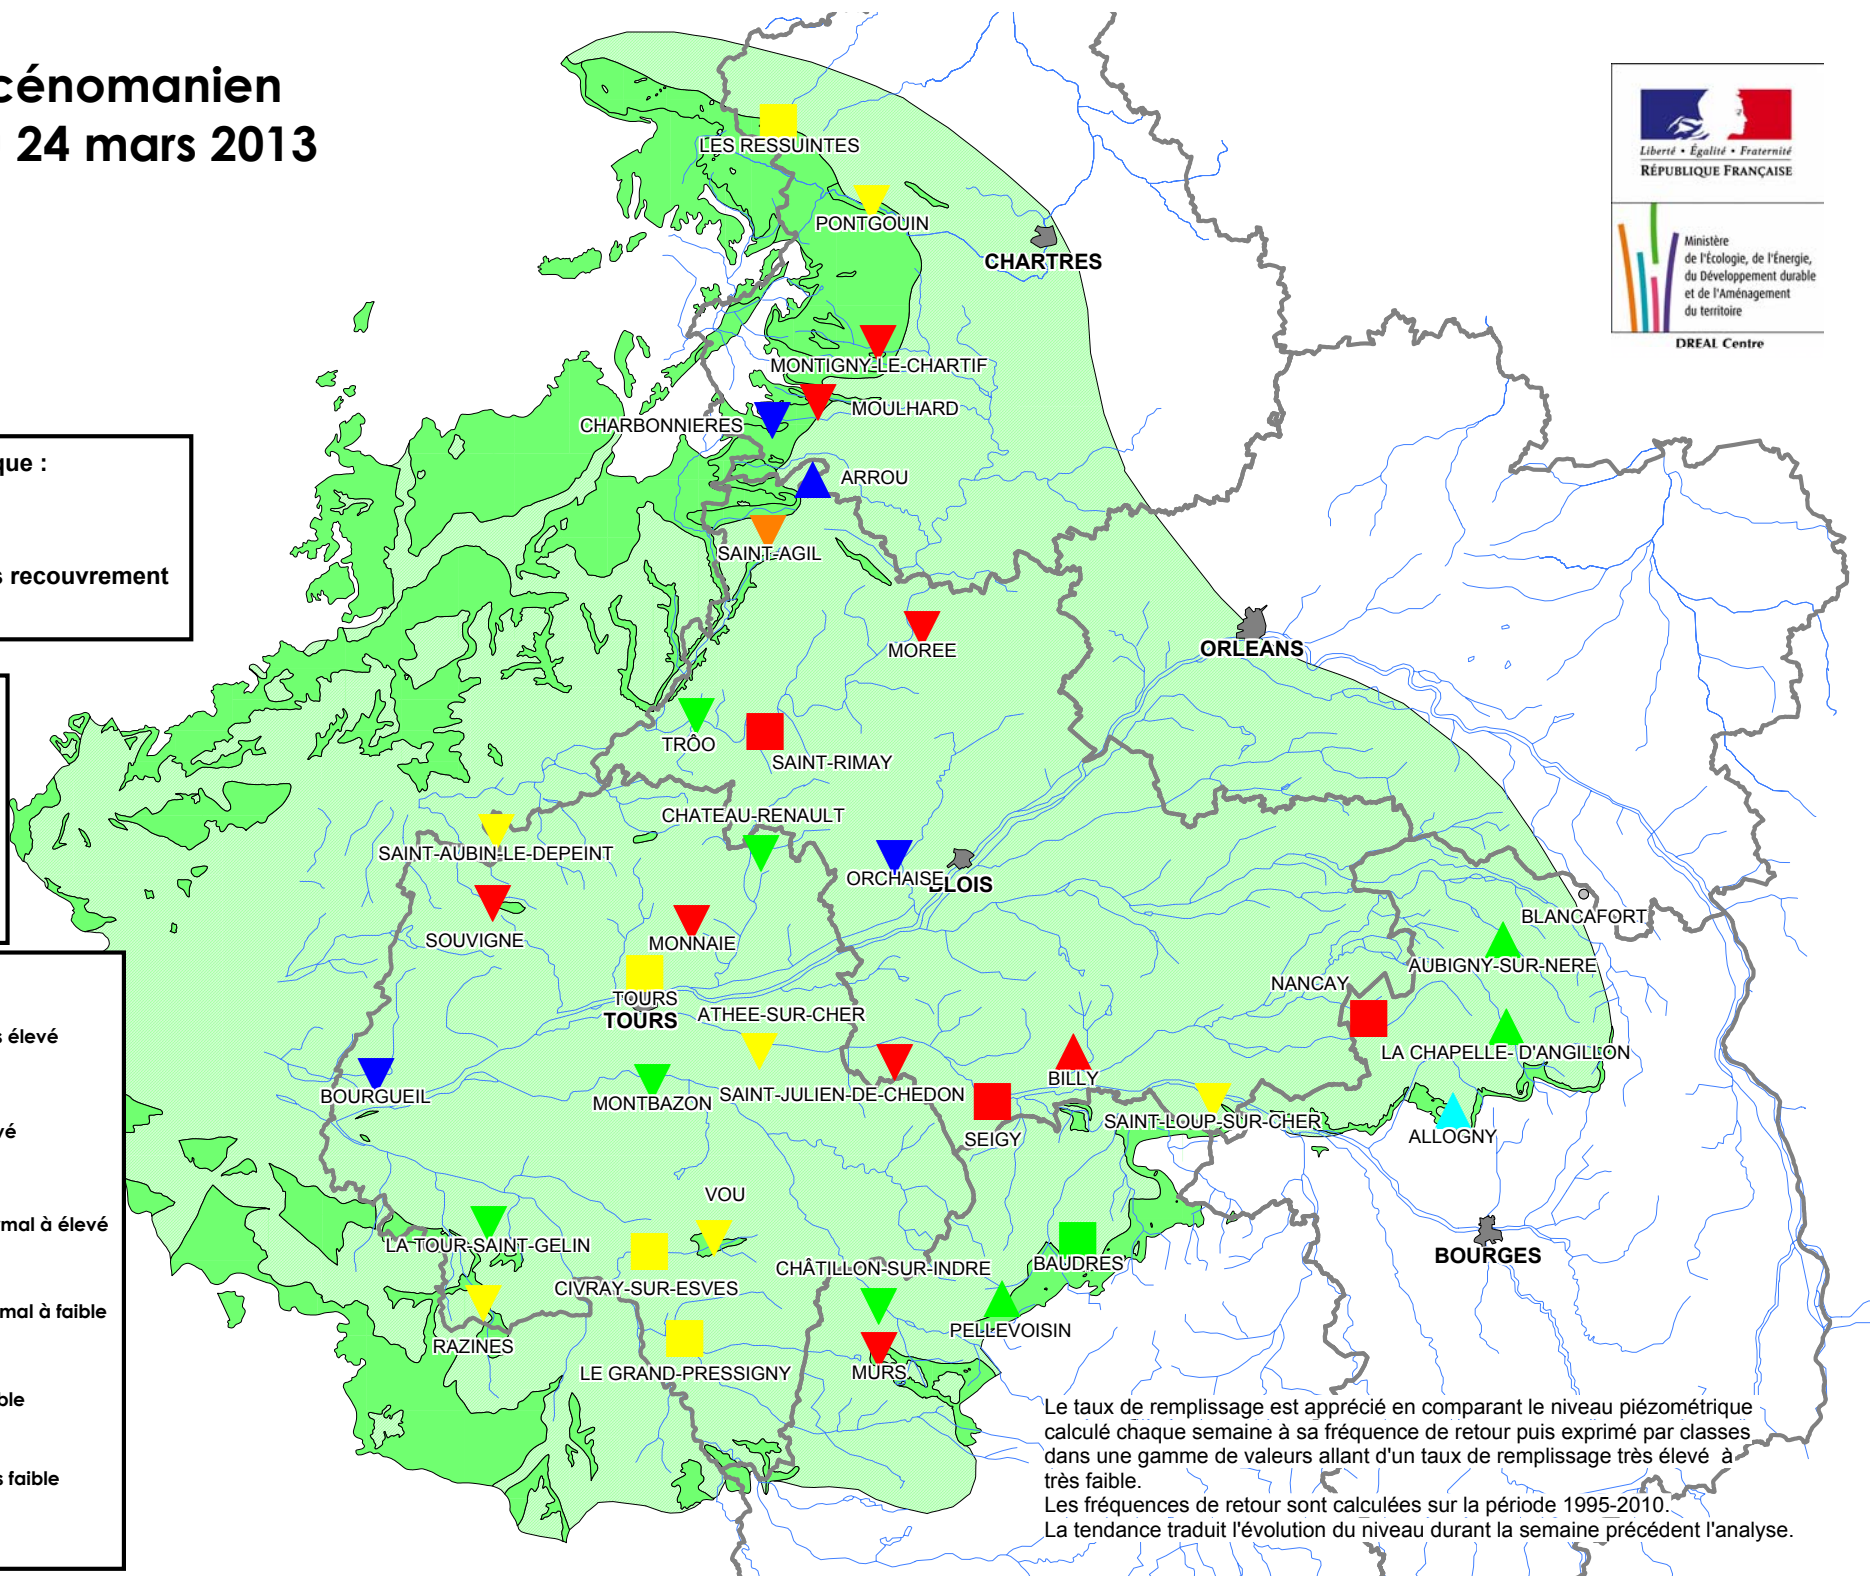 cénomanien
24 mars 2013
Liberté • Égalité • Fraternité
RÉPUBLIQUE FRANÇAISE
Ministère
de l'Écologie, de l'Énergie,
du Développement durable
et de l'Aménagement
du territoire
DREAL Centre
que :
s recouvrement
s élevé
vé
rmal à élevé
mal à faible
ble
s faible
LES RESSUINTES
PONTGOUIN
CHARTRES
MONTIGNY-LE-CHARTIF
MOULHARD
CHARBONNIERES
ARROU
SAINT-AGIL
MOREE
ORLEANS
TRÔO
SAINT-RIMAY
CHATEAU-RENAULT
SAINT-AUBIN-LE-DEPEINT
ORCHAISE
BLOIS
SOUVIGNE
MONNAIE
BLANCAFORT
AUBIGNY-SUR-NERE
NANCAY
TOURS
TOURS
ATHEE-SUR-CHER
LA CHAPELLE- D'ANGILLON
BILLY
BOURGUEIL
MONTBAZON
SAINT-JULIEN-DE-CHEDON
SEIGY
SAINT-LOUP-SUR-CHER
ALLOGNY
VOU
LA TOUR-SAINT-GELIN
CIVRAY-SUR-ESVES
CHÂTILLON-SUR-INDRE
BAUDRES
BOURGES
RAZINES
PELLEVOISIN
LE GRAND-PRESSIGNY
MURS
Le taux de remplissage est apprécié en comparant le niveau piézométrique
calculé chaque semaine à sa fréquence de retour puis exprimé par classes
dans une gamme de valeurs allant d'un taux de remplissage très élevé à
très faible.
Les fréquences de retour sont calculées sur la période 1995-2010.
La tendance traduit l'évolution du niveau durant la semaine précédent l'analyse.